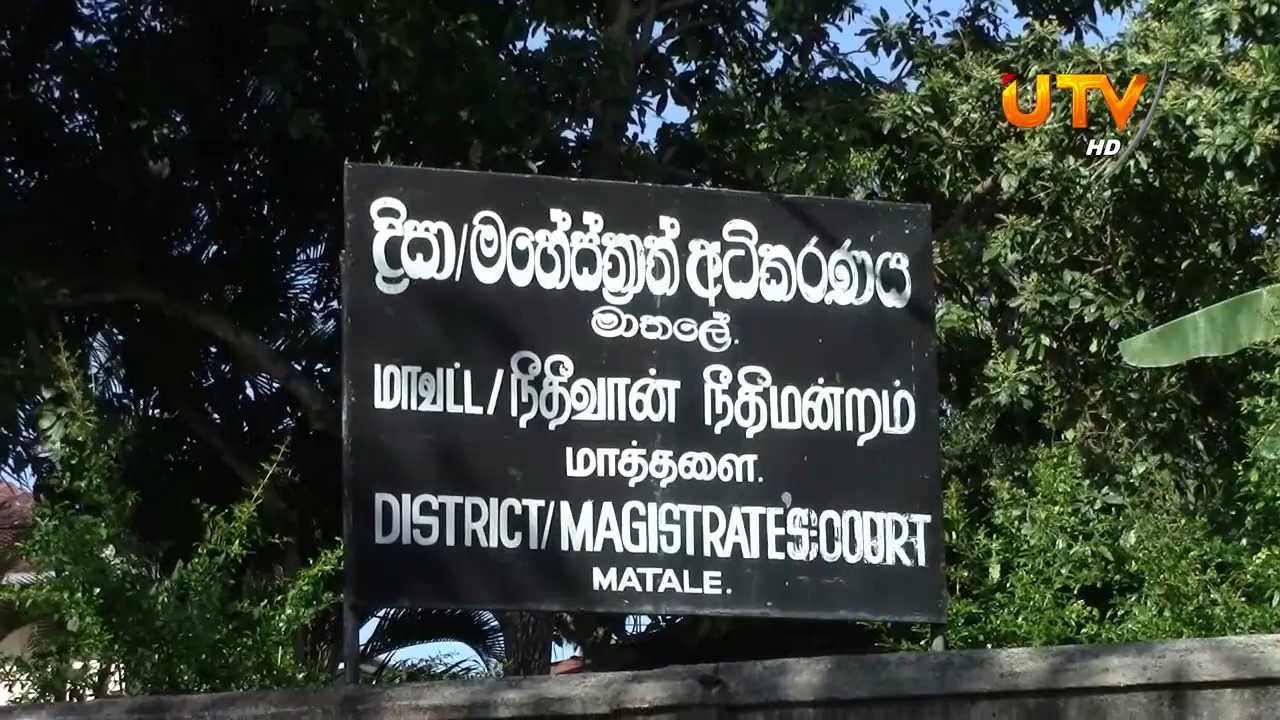 UTV
HD
දිසා/මහේස්ත්‍රාත් අධිකරණය
මාතලේ.
மாவட்ட/நீதிவான் நீதிமன்றம்
மாத்தளை.
DISTRICT/MAGISTRATE'S COURT
MATALE.